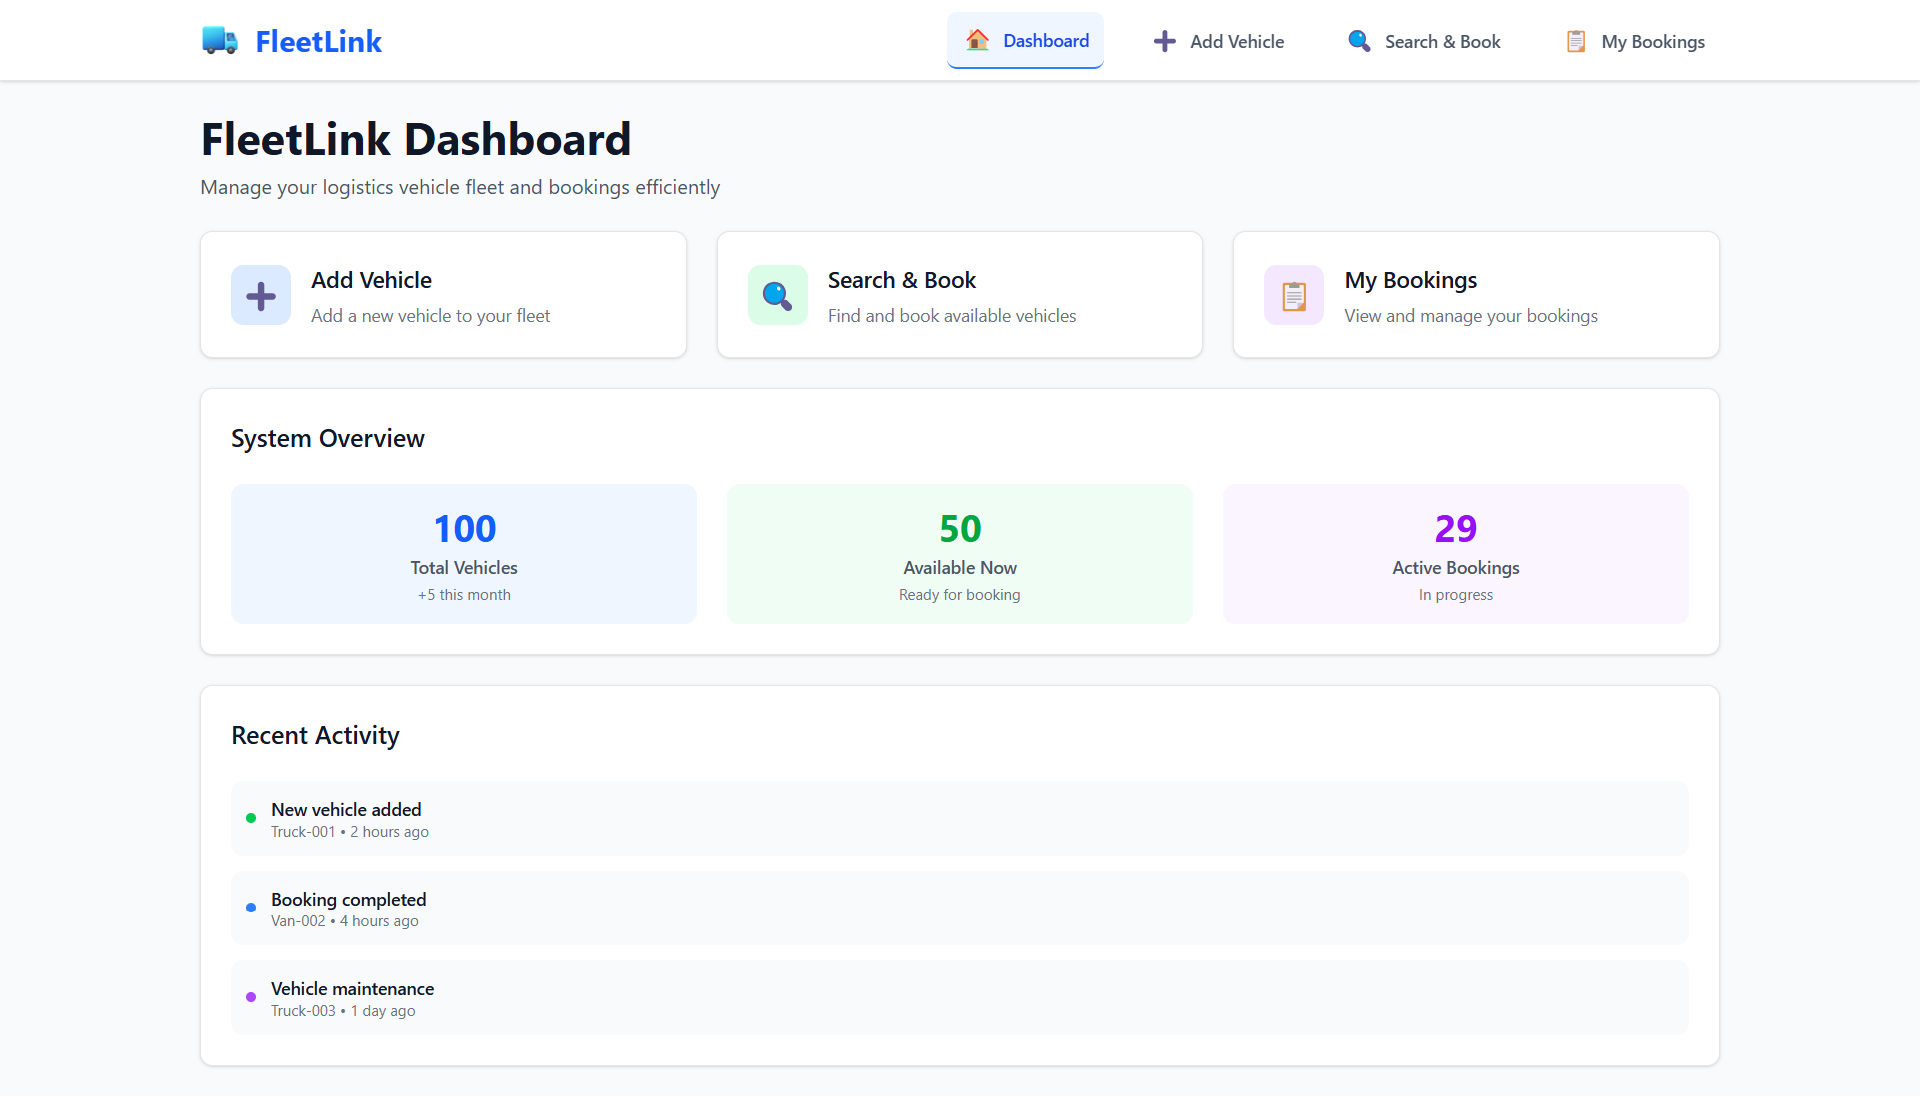 FleetLink
Dashboard
Add Vehicle
Search & Book
My Bookings
FleetLink Dashboard
Manage your logistics vehicle fleet and bookings efficiently
Add Vehicle
Add a new vehicle to your fleet
Search & Book
Find and book available vehicles
My Bookings
View and manage your bookings
System Overview
100
Total Vehicles
+5 this month
50
Available Now
Ready for booking
29
Active Bookings
In progress
Recent Activity
New vehicle added
Truck-001 • 2 hours ago
Booking completed
Van-002 • 4 hours ago
Vehicle maintenance
Truck-003 • 1 day ago